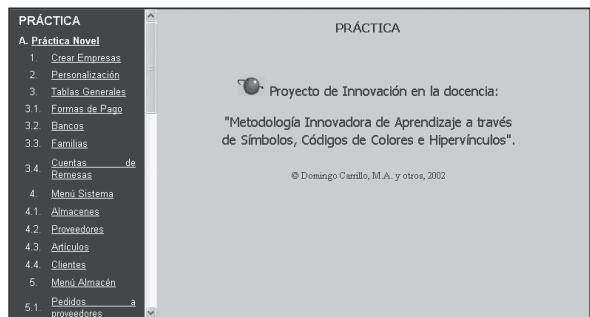 PRÁCTICA
A. Práctica Novel
1. Crear Empresas
2. Personalización
3. Tablas Generales
3.1. Formas de Pago
3.2. Bancos
3.3. Familias
3.4. Cuentas de
Remesas
4. Menú Sistema
4.1. Almacenes
4.2. Proveedores
4.3. Artículos
4.4. Clientes
5. Menú Almacén
5.1. Pedidos a
proveedores
PRÁCTICA
Proyecto de Innovación en la docencia:
"Metodología Innovadora de Aprendizaje a través
de Símbolos, Códigos de Colores e Hipervínculos".
© Domingo Carrillo, M.A. y otros, 2002